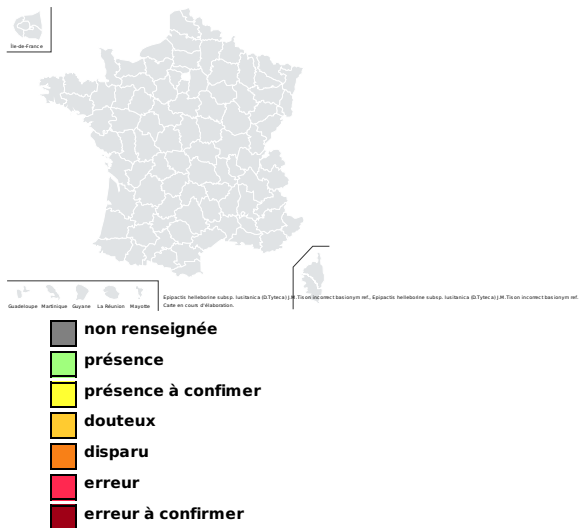 Île-de-France
Guadeloupe Martinique Guyane La Réunion Mayotte
Epipactis helleborine subsp. lusitanica (D.Tyteca) J.M.Tison incorrect basionym ref., Epipactis helleborine subsp. lusitanica (D.Tyteca) J.M.Tison incorrect basionym ref.
Carte en cours d'élaboration.
non renseignée
présence
présence à confimer
douteux
disparu
erreur
erreur à confirmer